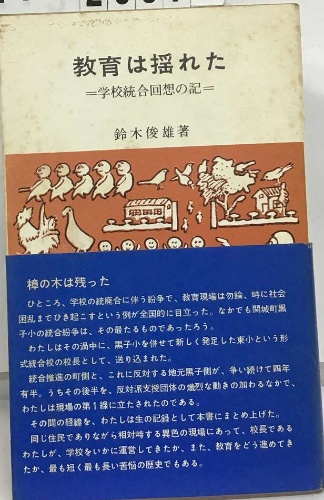 教育は揺れた
=学校統合回想の記=
鈴木俊雄著
樟の木は残った
ひところ、学校の統廃合に伴う紛争で、教育現場は勿論、時に社会
困乱までひき起こすという例が全国的に目立った。なかでも関城町黒
子小の統合紛争は、その最たるものであったろう。
わたしはその渦中に、黒子小を併せて新しく発足した東小という形
式統合校の校長として、送り込まれた。
統合推進の町側と、これに反対する地元黒子側が、争い続けて四年
有半。うちその後半を、反対派支援団体の熾烈な動きの加わるなかで、
わたしは現場の第1線に立たされたのである。
その間の経緯を、わたしは生の記録として本書にまとめ上げた。
同じ住民でありながら相対峙する異色の現場にあって、校長である
わたしが、学校をいかに運営してきたか、また、教育をどう進めてき
たか、最も短く最も長い苦悩の歴史でもある。